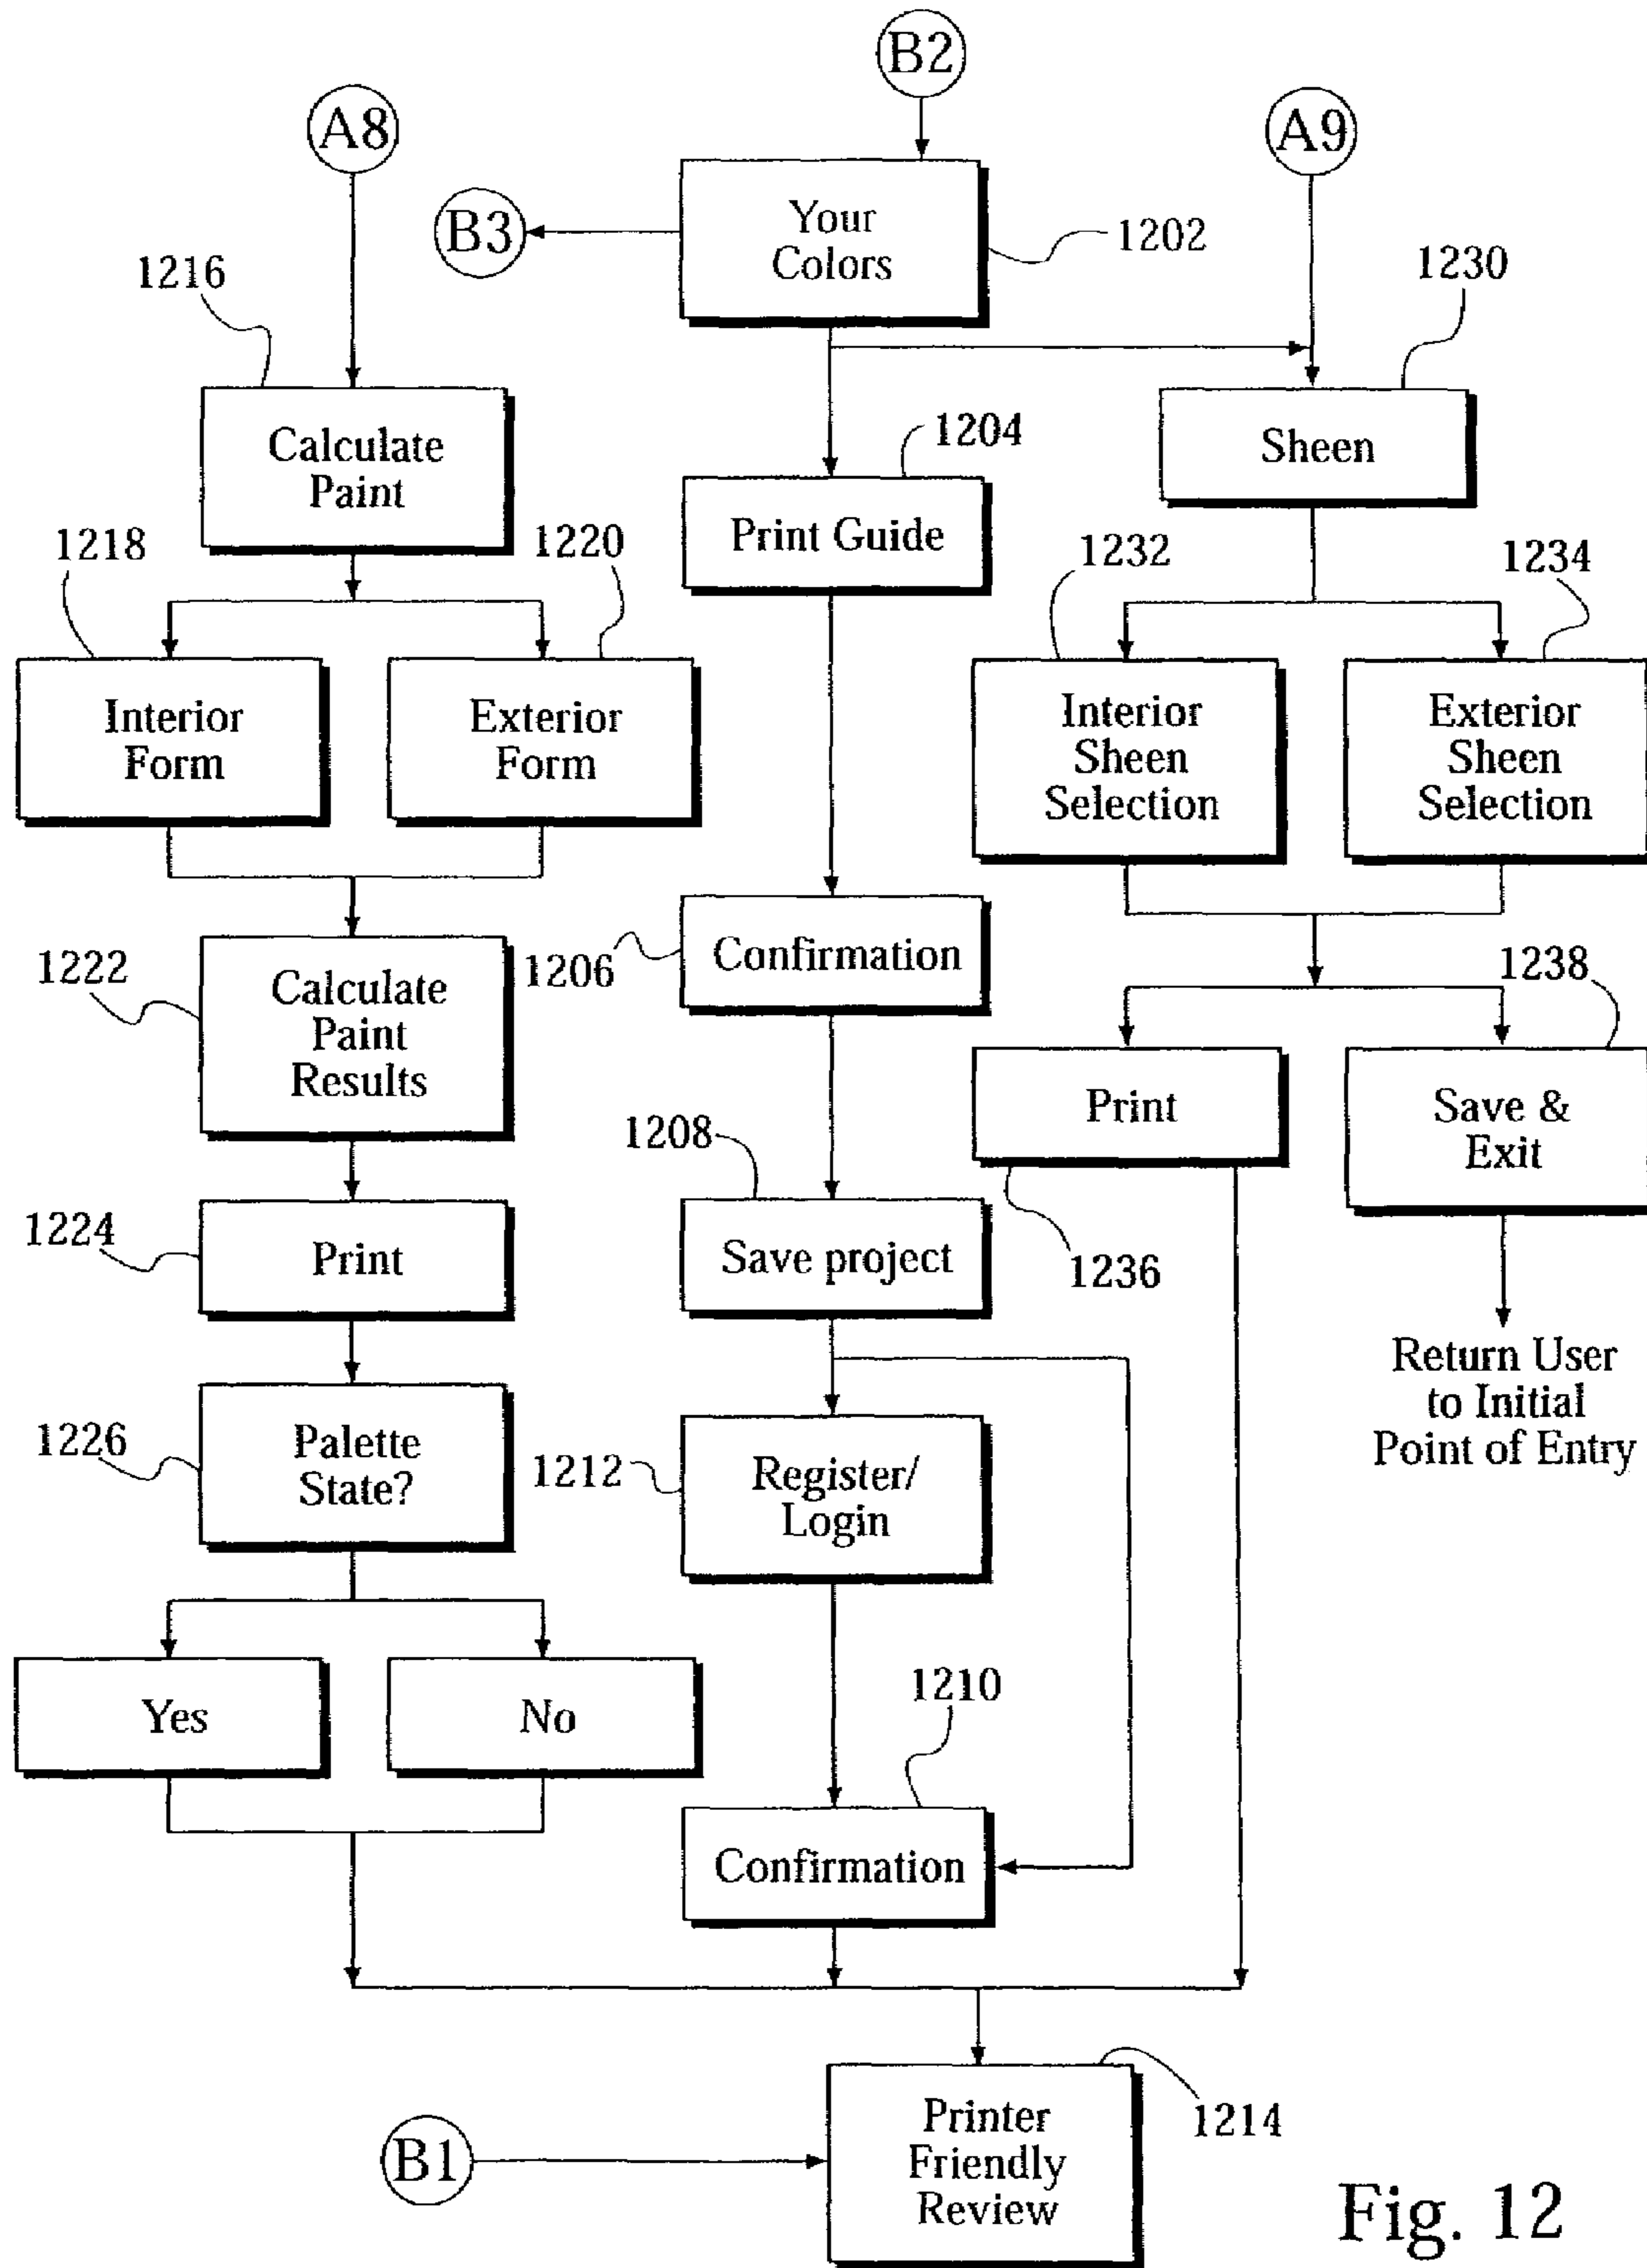 B2
A8
A9
Your
Colors
B3
1202
1216
1230
Calculate
Paint
1204
Sheen
Print Guide
1218
1220
1232
1234
Interior
Form
Exterior
Form
Interior
Sheen
Selection
Exterior
Sheen
Selection
1222
Calculate
Paint
Results
1206
Confirmation
1238
Print
Save &
Exit
1208
1224
Print
Save project
1236
Return User
to Initial
Point of Entry
1226
Palette
State?
1212
Register/
Login
Yes
No
1210
Confirmation
B1
Printer
Friendly
Review
1214
Fig. 12